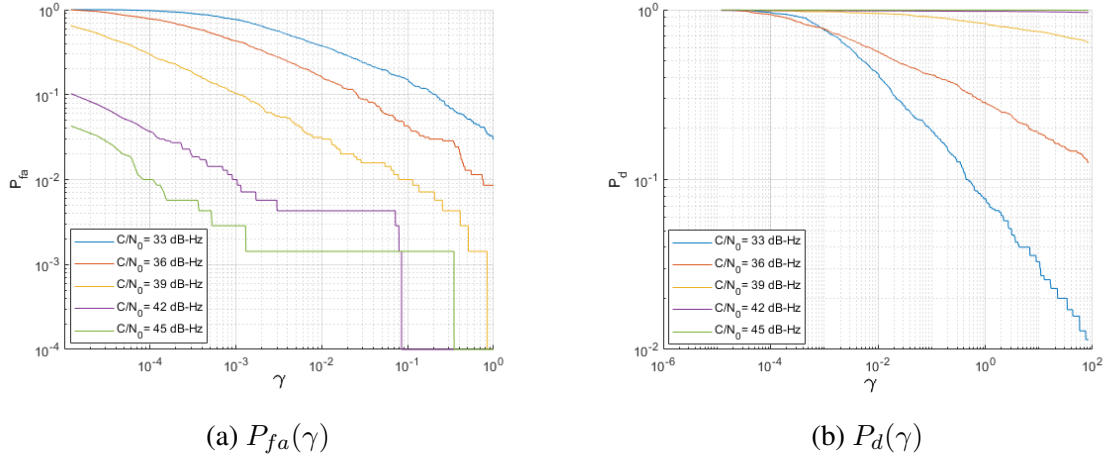 10^0
10^-1
10^-2
10^-3
10^-4
P_fa
10^-4
10^-3
10^-2
10^-1
10^0
γ
C/N_0= 33 dB-Hz
C/N_0= 36 dB-Hz
C/N_0= 39 dB-Hz
C/N_0= 42 dB-Hz
C/N_0= 45 dB-Hz
(a) P_fa(γ)
10^0
10^-1
10^-2
P_d
10^-6
10^-4
10^-2
10^0
10^2
γ
C/N_0= 33 dB-Hz
C/N_0= 36 dB-Hz
C/N_0= 39 dB-Hz
C/N_0= 42 dB-Hz
C/N_0= 45 dB-Hz
(b) P_d(γ)